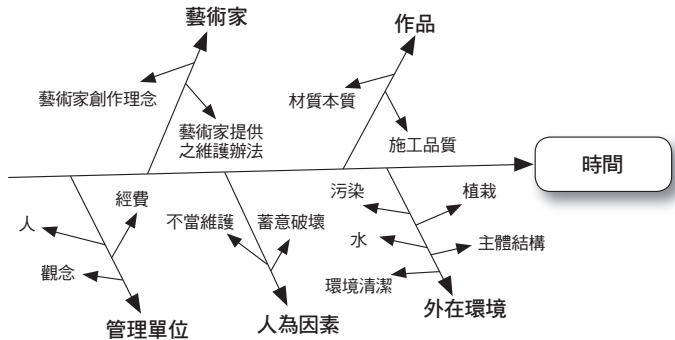 藝術家
作品
藝術家創作理念
材質本質
藝術家提供
之維護辦法
施工品質
時間
人
經費
觀念
管理單位
不當維護
蓄意破壞
人為因素
污染
植栽
水
主體結構
環境清潔
外在環境